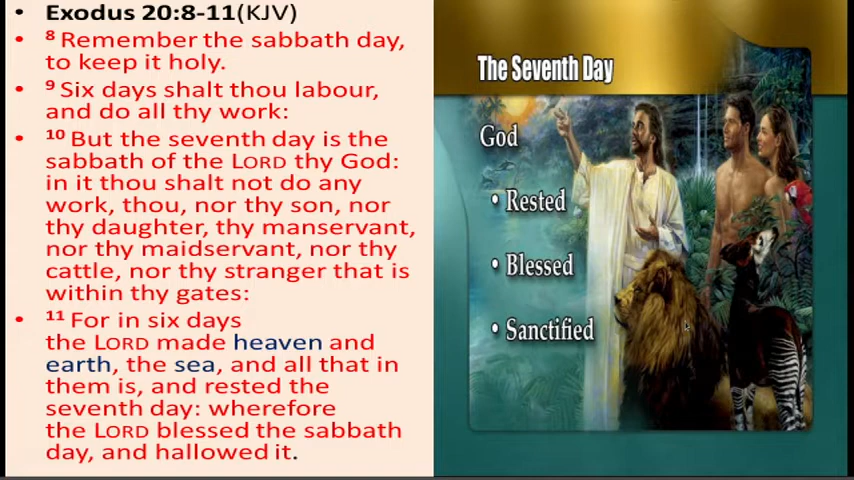 • Exodus 20:8-11(KJV)
• 8 Remember the sabbath day,
to keep it holy.
• 9 Six days shalt thou labour,
and do all thy work:
• 10 But the seventh day is the
sabbath of the LORD thy God:
in it thou shalt not do any
work, thou, nor thy son, nor
thy daughter, thy manservant,
nor thy maidservant, nor thy
cattle, nor thy stranger that is
within thy gates:
• 11 For in six days
the LORD made heaven and
earth, the sea, and all that in
them is, and rested the
seventh day: wherefore
the LORD blessed the sabbath
day, and hallowed it.
The Seventh Day
God
• Rested
• Blessed
• Sanctified